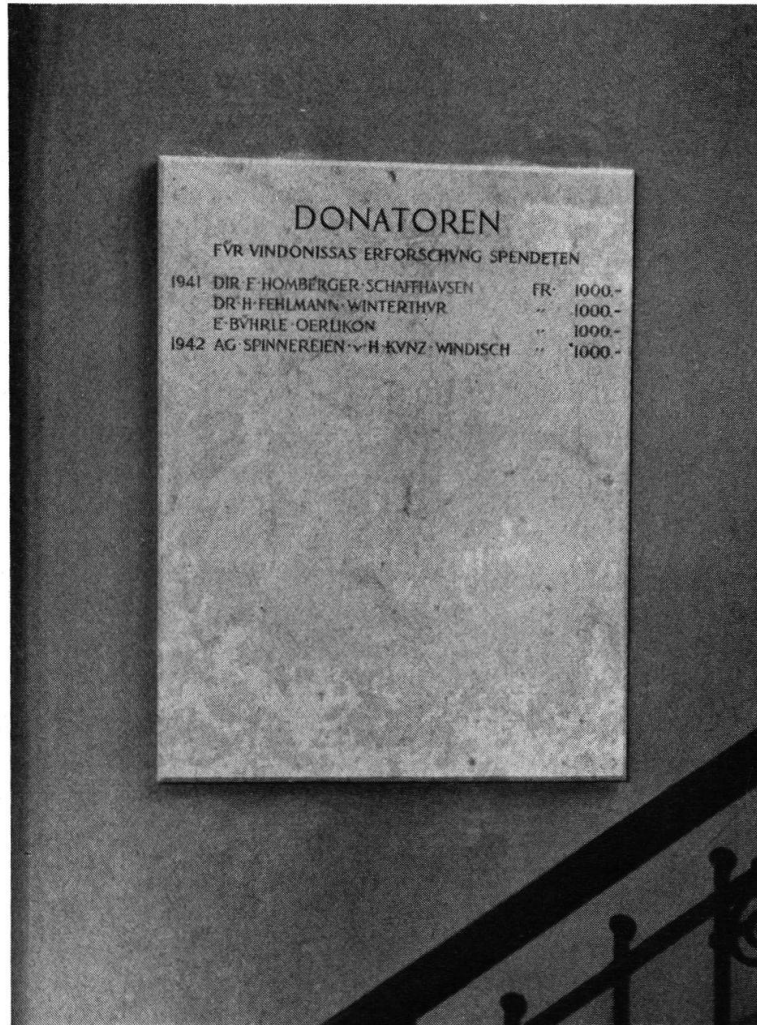 DONATOREN
FVR VINDONISSAS ERFORSCHVNG SPENDETEN
1941 DIR E·HOMBERGER·SCHAFFHAVSEN FR· 1000.-
DR·H·FEHLMANN·WINTERTHVR " 1000.-
E·BVHRLE·OERLIKON " 1000.-
1942 AG SPINNEREIEN·v·H·KVNZ·WINDISCH " 1000.-